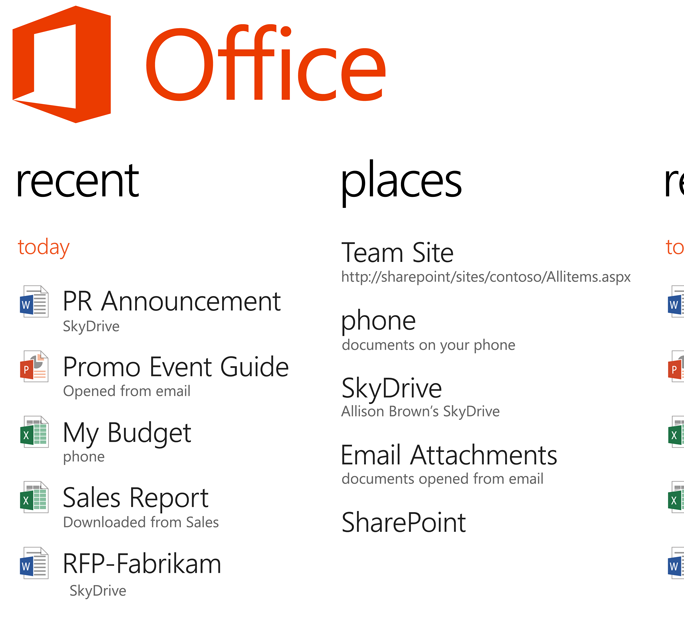 Office
recent
today
PR Announcement
SkyDrive
Promo Event Guide
Opened from email
My Budget
phone
Sales Report
Downloaded from Sales
RFP-Fabrikam
SkyDrive
places
Team Site
http://sharepoint/sites/contoso/Allitems.aspx
phone
documents on your phone
SkyDrive
Allison Brown's SkyDrive
Email Attachments
documents opened from email
SharePoint
re
to